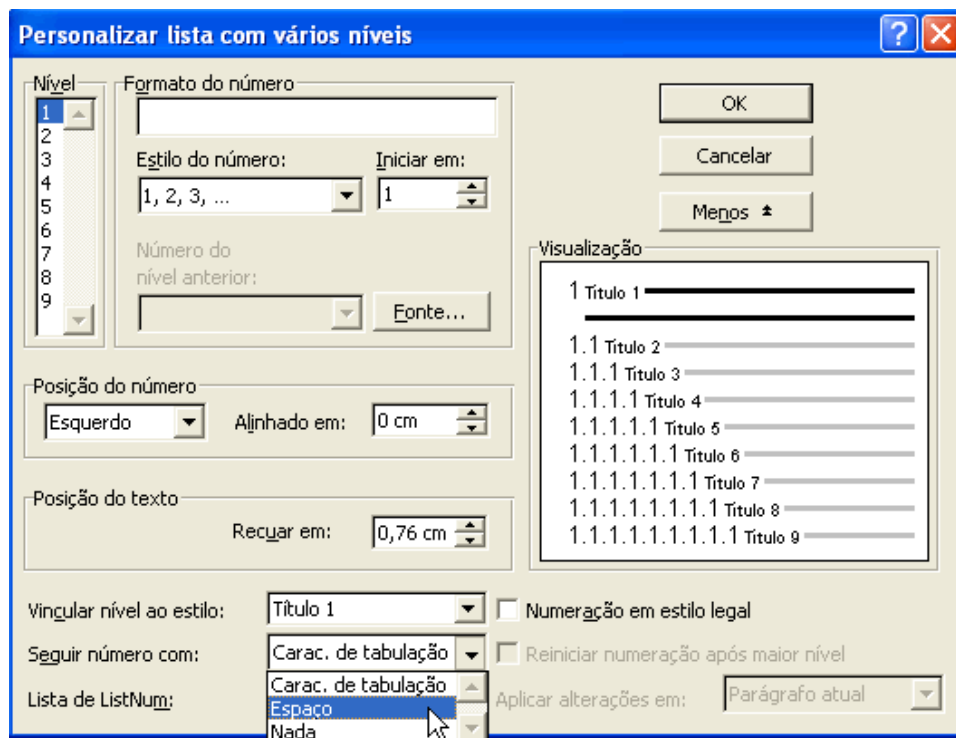 Personalizar lista com vários níveis
Nível
1
2
3
4
5
6
7
8
9
Formato do número
Estilo do número:
Iniciar em:
1, 2, 3, ...
1
Número do
nível anterior:
Fonte...
OK
Cancelar
Menos
Visualização
1 Título 1
1.1 Título 2
1.1.1 Título 3
1.1.1.1 Título 4
1.1.1.1.1 Título 5
1.1.1.1.1.1 Título 6
1.1.1.1.1.1.1 Título 7
1.1.1.1.1.1.1.1 Título 8
1.1.1.1.1.1.1.1.1 Título 9
Posição do número
Esquerdo
Alinhado em:
0 cm
Posição do texto
Recuar em:
0,76 cm
Vincular nível ao estilo:
Título 1
Numeração em estilo legal
Seguir número com:
Carac. de tabulação
Reiniciar numeração após maior nível
Lista de ListNum:
Carac. de tabulação
Espaço
Nada
Aplicar alterações em:
Parágrafo atual